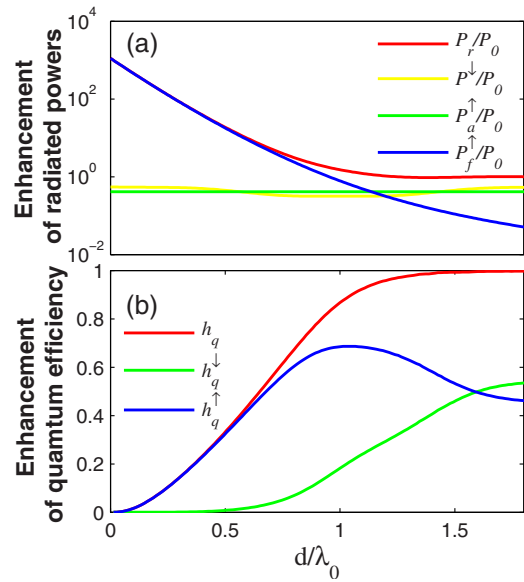 (a)
Enhancement
of radiated powers
10^4
10^2
10^0
10^-2
P_r/P_0
P^↓/P_0
P_a^↑/P_0
P_f^↑/P_0
(b)
Enhancement
of quamtum efficiency
1
0.8
0.6
0.4
0.2
0
h_q
h_q^↓
h_q^↑
0 0.5 1 1.5
d/λ_0